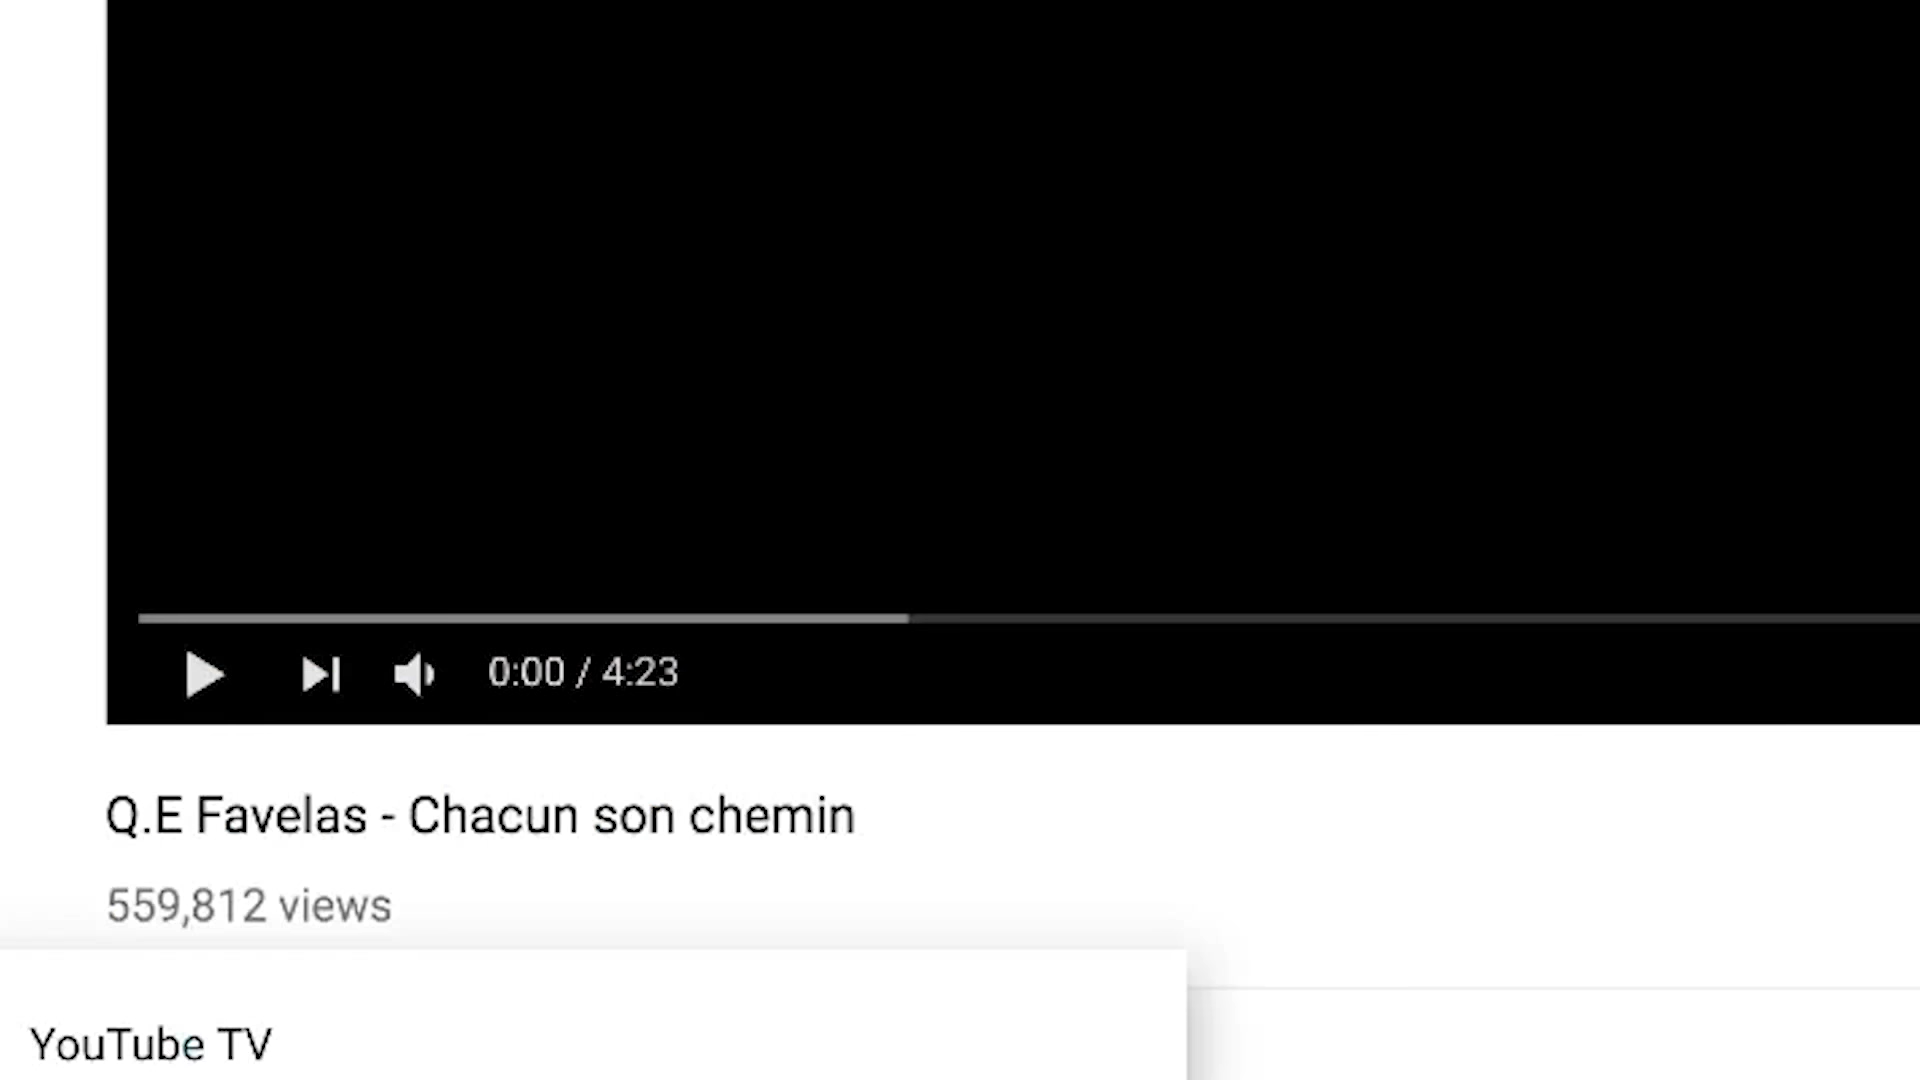 0:00 / 4:23
Q.E Favelas - Chacun son chemin
559,812 views
YouTube TV